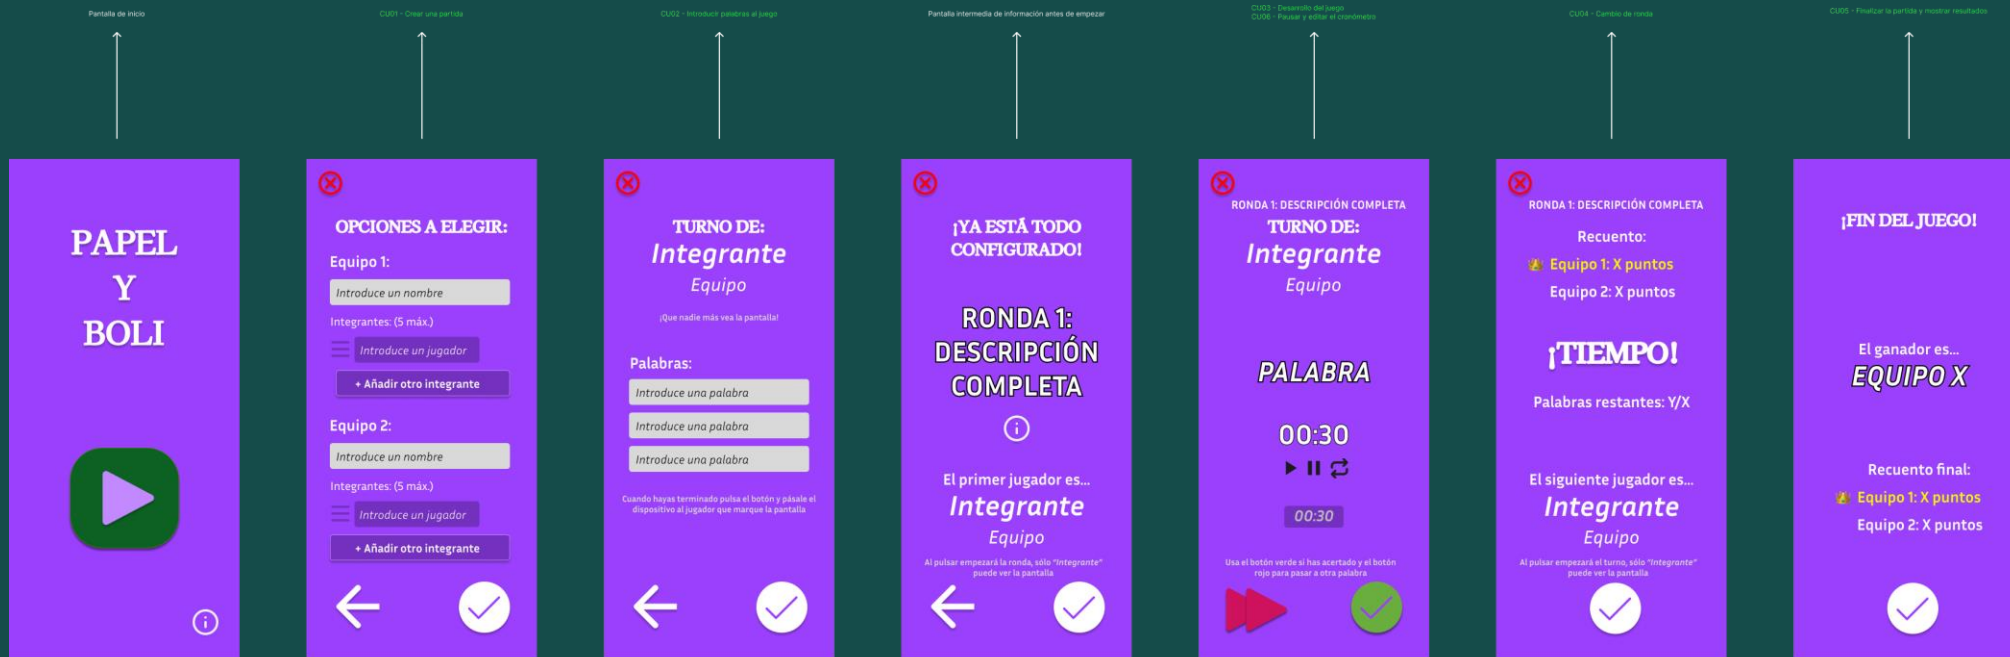 Pantalla de inicio
CU01 - Crear una partida
CU02 - Introducir palabras al juego
Pantalla intermedia de información antes de empezar
CU03 - Desarrollo del juego
CU06 - Pausar y editar el cronómetro
CU04 - Cambio de ronda
CU05 - Finalizar la partida y mostrar resultados
PAPEL
Y
BOLI
OPCIONES A ELEGIR:
Equipo 1:
Introduce un nombre
Integrantes: (5 máx.)
Introduce un jugador
+ Añadir otro integrante
Equipo 2:
Introduce un nombre
Integrantes: (5 máx.)
Introduce un jugador
+ Añadir otro integrante
TURNO DE:
Integrante
Equipo
¡Que nadie más vea la pantalla!
Palabras:
Introduce una palabra
Introduce una palabra
Introduce una palabra
Cuando hayas terminado pulsa el botón y pásale el
dispositivo al jugador que marque la pantalla
¡YA ESTÁ TODO
CONFIGURADO!
RONDA 1:
DESCRIPCIÓN
COMPLETA
El primer jugador es...
Integrante
Equipo
Al pulsar empezará la ronda, sólo "Integrante"
puede ver la pantalla
RONDA 1: DESCRIPCIÓN COMPLETA
TURNO DE:
Integrante
Equipo
PALABRA
00:30
00:30
Usa el botón verde si has acertado y el botón
rojo para pasar a otra palabra
RONDA 1: DESCRIPCIÓN COMPLETA
Recuento:
Equipo 1: X puntos
Equipo 2: X puntos
¡TIEMPO!
Palabras restantes: Y/X
El siguiente jugador es...
Integrante
Equipo
Al pulsar empezará el turno, sólo "Integrante"
puede ver la pantalla
¡FIN DEL JUEGO!
El ganador es...
EQUIPO X
Recuento final:
Equipo 1: X puntos
Equipo 2: X puntos